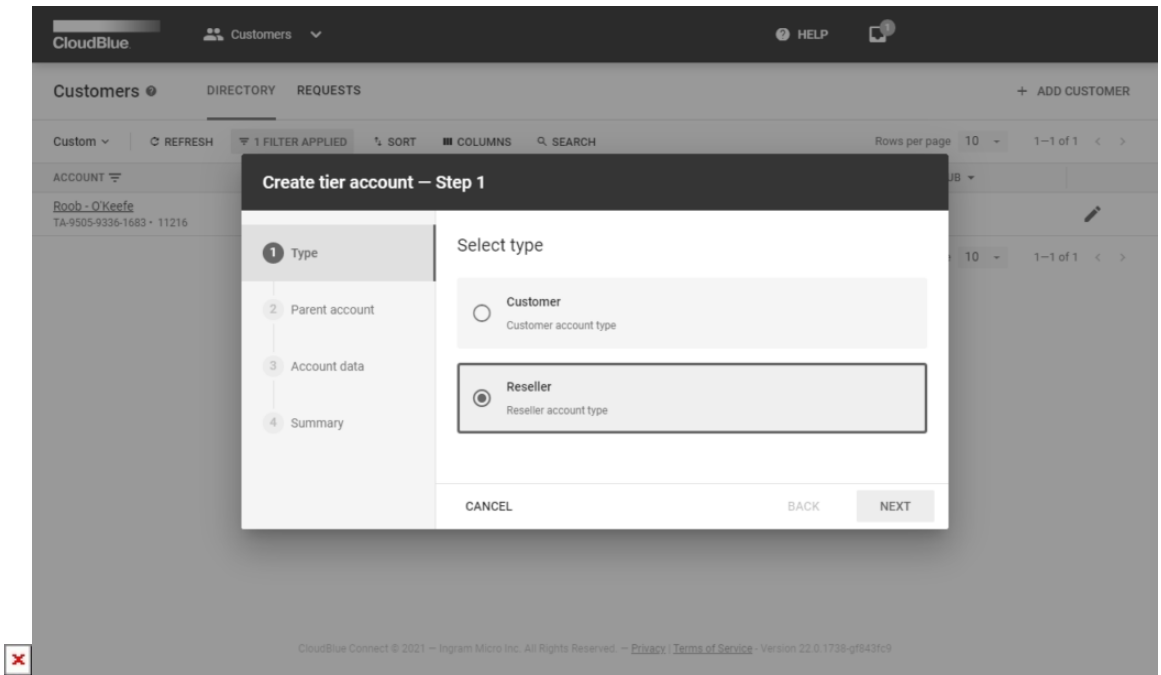 CloudBlue
Customers
HELP
1
Customers
DIRECTORY
REQUESTS
+ ADD CUSTOMER
Custom
REFRESH
1 FILTER APPLIED
SORT
COLUMNS
SEARCH
Rows per page 10
1–1 of 1
ACCOUNT
UB
Roob - O'Keefe
TA-9505-9336-1683 • 11216
10
1–1 of 1
Create tier account — Step 1
1 Type
2 Parent account
3 Account data
4 Summary
Select type
Customer
Customer account type
Reseller
Reseller account type
CANCEL
BACK
NEXT
CloudBlue Connect © 2021 — Ingram Micro Inc. All Rights Reserved. — Privacy | Terms of Service - Version 22.0.1738-gf843fc9